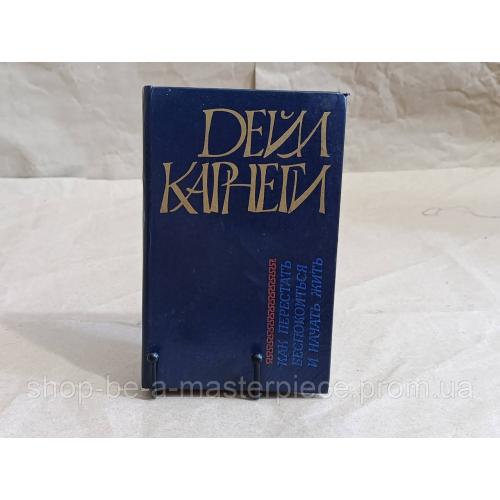 ДЕЙЛ
КАРНЕГИ
КАК ПЕРЕСТАТЬ
БЕСПОКОИТЬСЯ
И НАЧАТЬ ЖИТЬ
shop-be-a-masterpiece.prom.ua